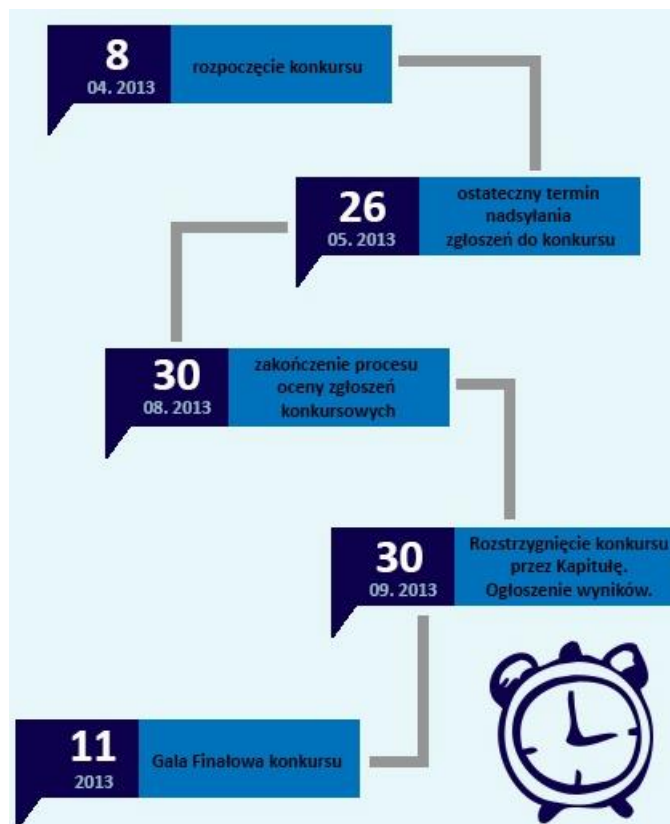 8
04. 2013
rozpoczęcie konkursu
26
05. 2013
ostateczny termin
nadsyłania
zgłoszeń do konkursu
30
08. 2013
zakończenie procesu
oceny zgłoszeń
konkursowych
30
09. 2013
Rozstrzygnięcie konkursu
przez Kapitułę.
Ogłoszenie wyników.
11
2013
Gala Finałowa konkursu